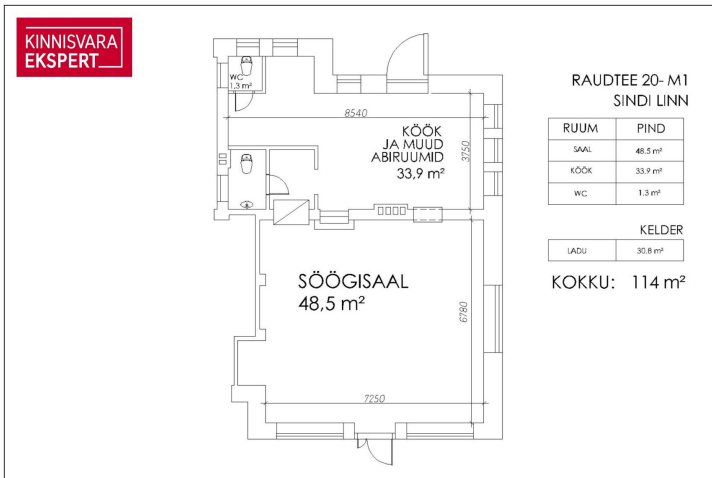 KINNISVARA
EKSPERT
RAUDTEE 20- M1
SINDI LINN
RUUM PIND
SAAL 48,5 m²
KÖÖK 33,9 m²
WC 1.3 m²
KELDER
LADU 30,8 m²
KOKKU: 114 m²
WC
1,3 m²
8540
KÖÖK
JA MUUD
ABIRUUMID
33,9 m²
3750
SÖÖGISAAL
48,5 m²
6780
7250